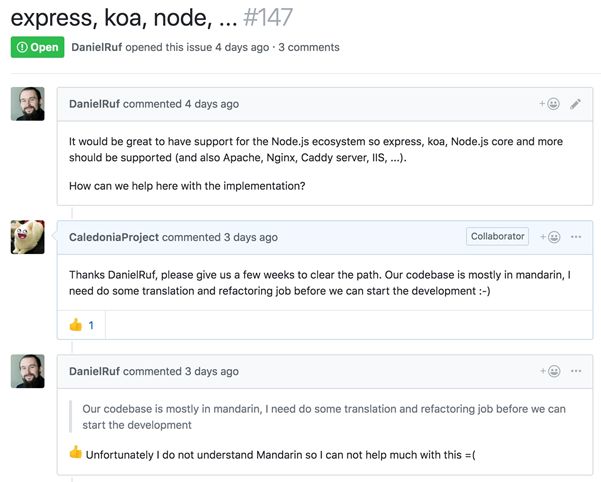 express, koa, node, ... #147
Open DanielRuf opened this issue 4 days ago · 3 comments
DanielRuf commented 4 days ago
It would be great to have support for the Node.js ecosystem so express, koa, Node.js core and more
should be supported (and also Apache, Nginx, Caddy server, IIS, ...).
How can we help here with the implementation?
CaledoniaProject commented 3 days ago Collaborator
Thanks DanielRuf, please give us a few weeks to clear the path. Our codebase is mostly in mandarin, I
need do some translation and refactoring job before we can start the development :-)
👍 1
DanielRuf commented 3 days ago
Our codebase is mostly in mandarin, I need do some translation and refactoring job before we can
start the development
👍 Unfortunately I do not understand Mandarin so I can not help much with this =(